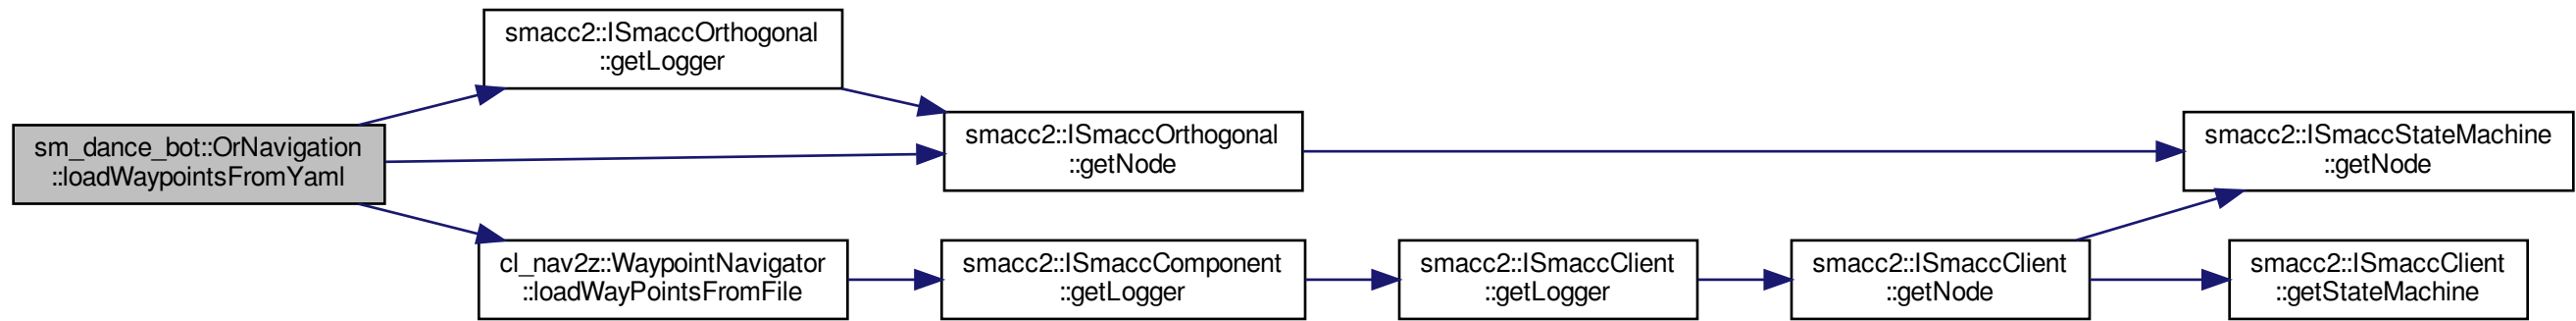 smacc2::ISmaccOrthogonal
::getLogger
sm_dance_bot::OrNavigation
::loadWaypointsFromYaml
smacc2::ISmaccOrthogonal
::getNode
smacc2::ISmaccStateMachine
::getNode
cl_nav2z::WaypointNavigator
::loadWayPointsFromFile
smacc2::ISmaccComponent
::getLogger
smacc2::ISmaccClient
::getLogger
smacc2::ISmaccClient
::getNode
smacc2::ISmaccClient
::getStateMachine